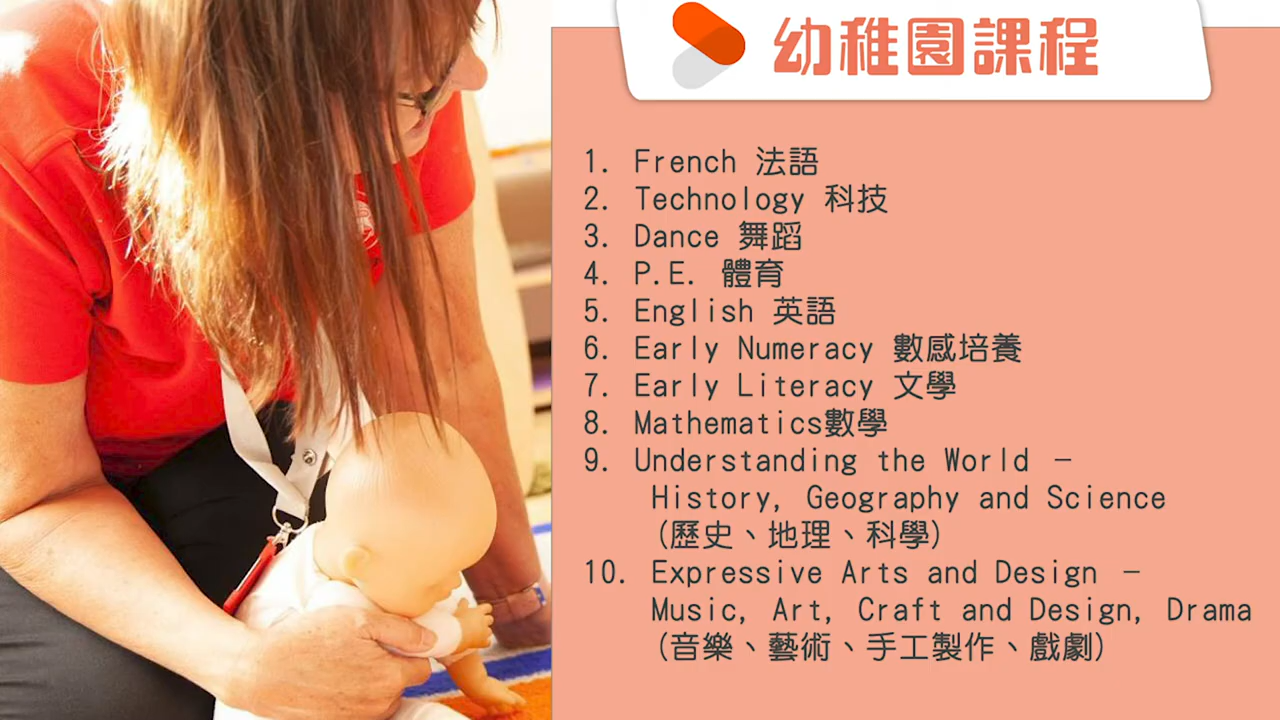 幼稚園課程
1. French 法語
2. Technology 科技
3. Dance 舞蹈
4. P.E. 體育
5. English 英語
6. Early Numeracy 數感培養
7. Early Literacy 文學
8. Mathematics數學
9. Understanding the World －
History, Geography and Science
(歷史、地理、科學)
10. Expressive Arts and Design －
Music, Art, Craft and Design, Drama
(音樂、藝術、手工製作、戲劇)